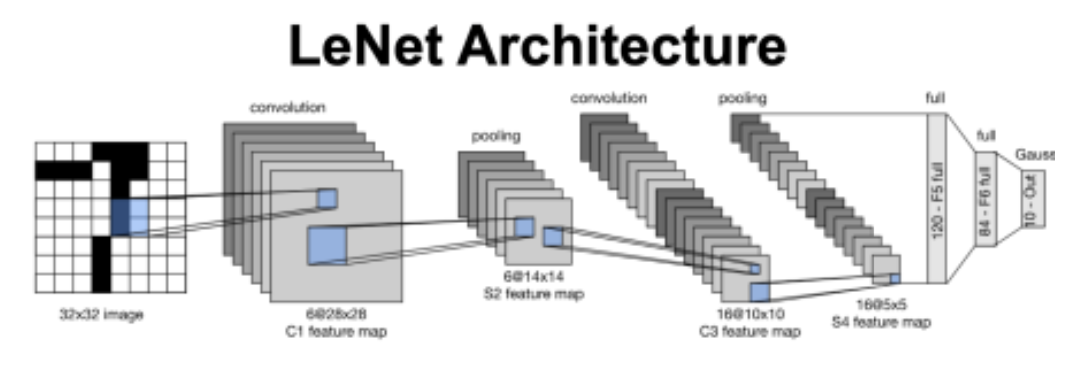 LeNet Architecture
convolution
pooling
convolution
pooling
full
full
Gauss
32x32 image
6@28x28
C1 feature map
6@14x14
S2 feature map
16@10x10
C3 feature map
16@5x5
S4 feature map
120 - F5 full
84 - F6 full
10 - Out